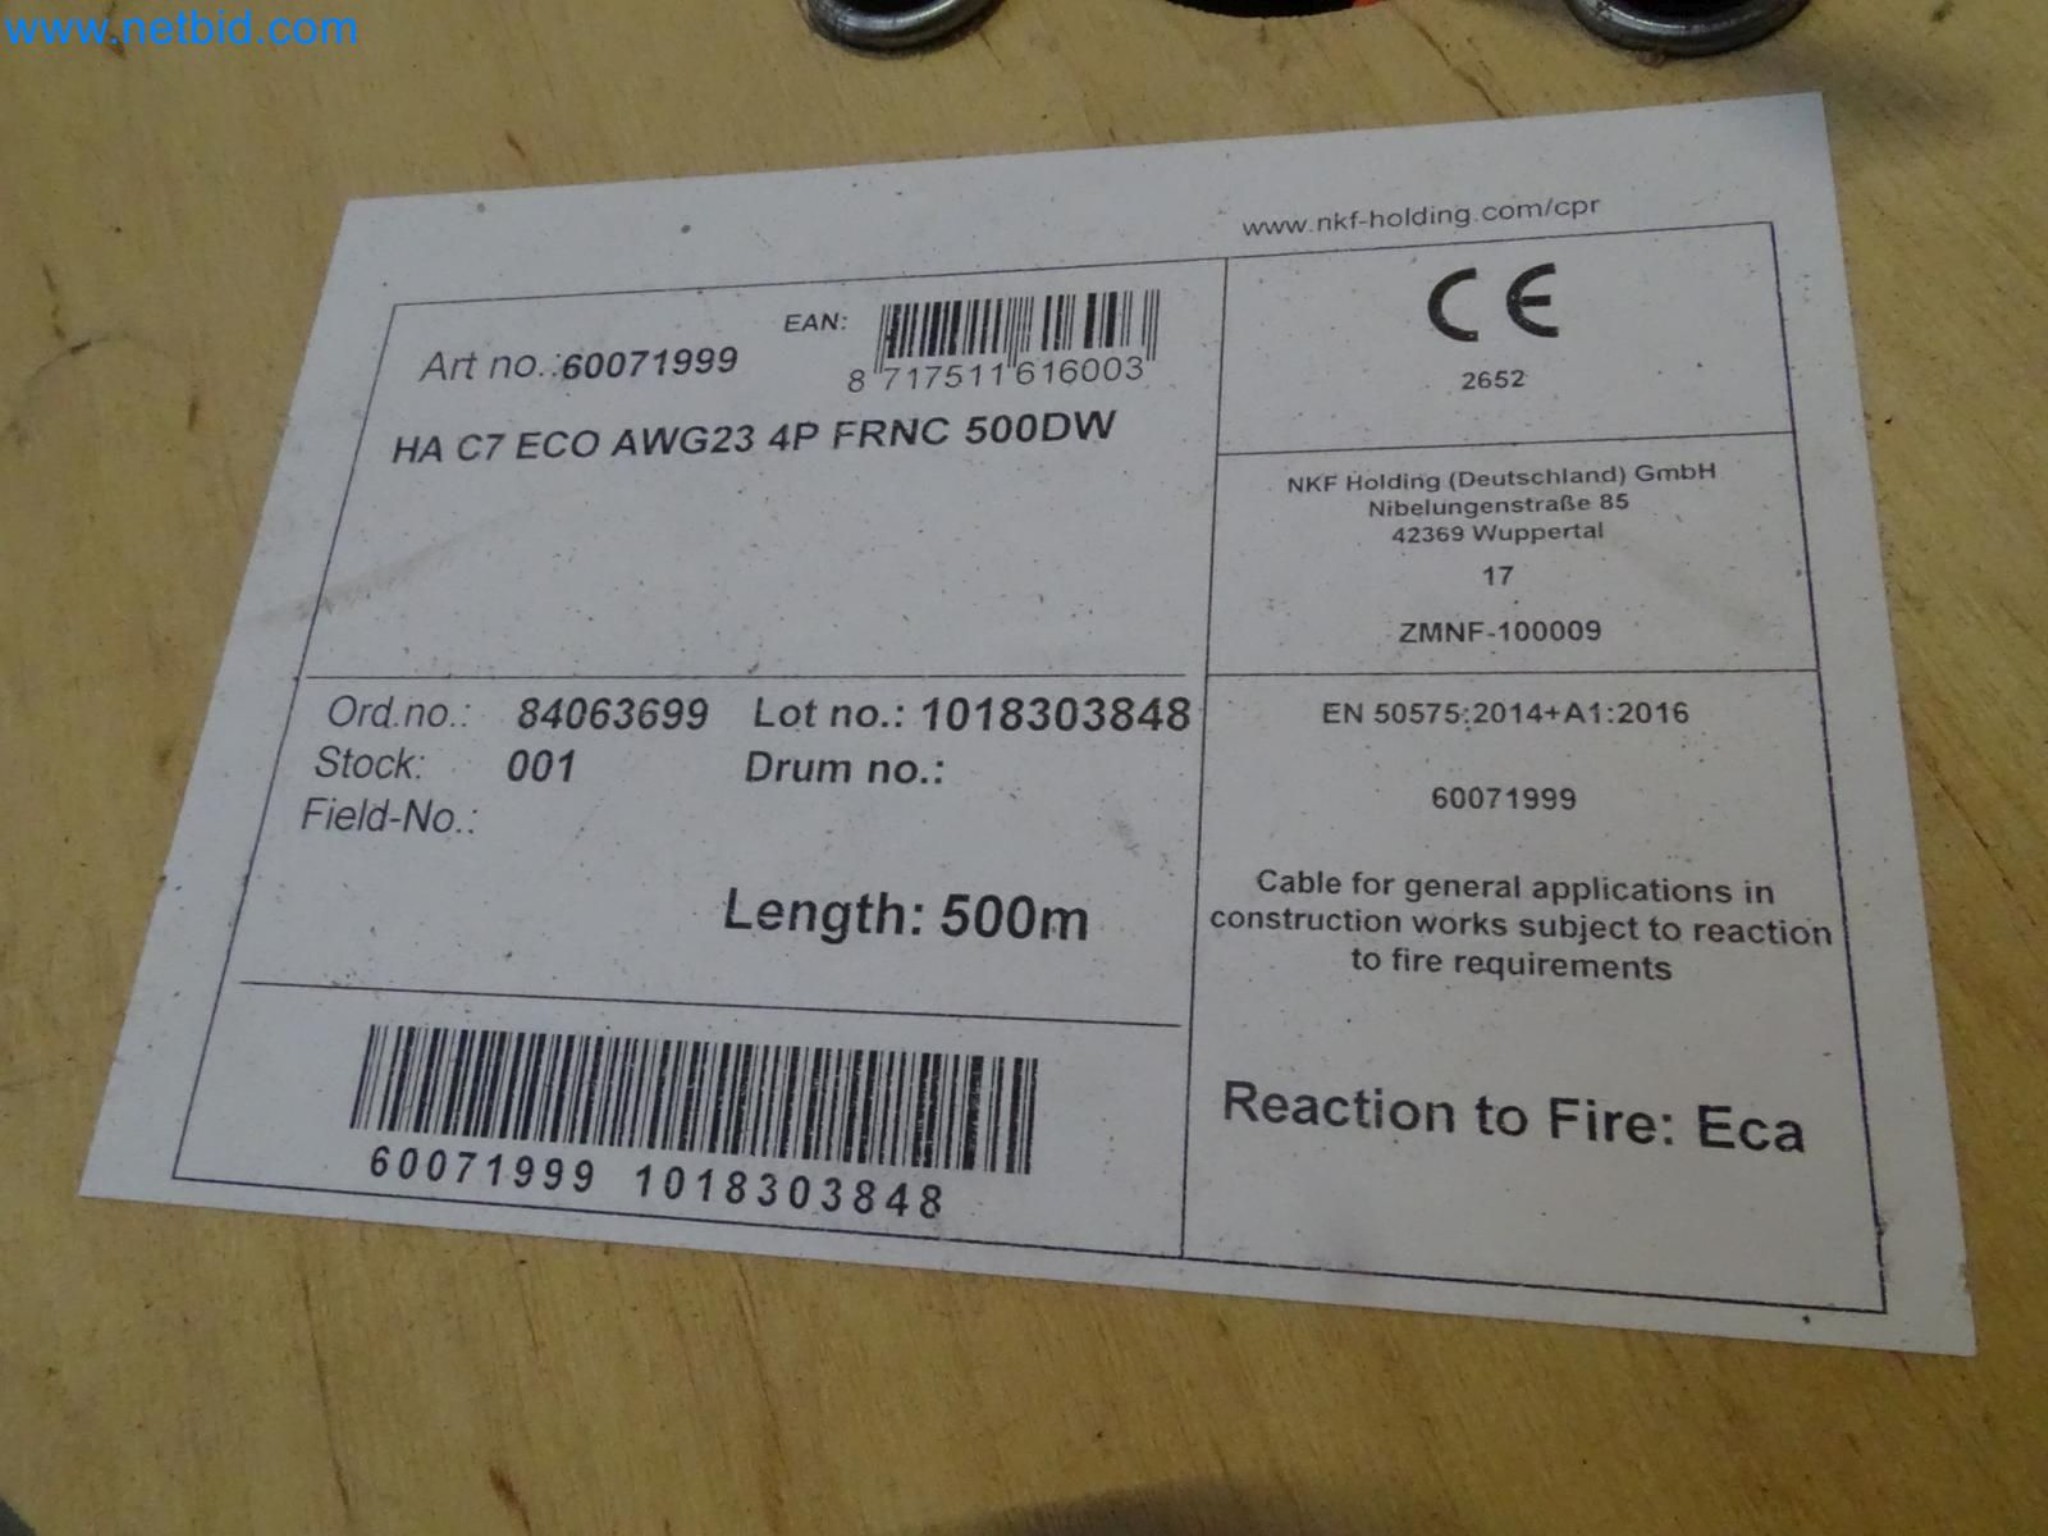 www.netbid.com
www.nkf-holding.com/cpr
Art no.:60071999
EAN:
8 717511 616003
HA C7 ECO AWG23 4P FRNC 500DW
Ord.no.: 84063699 Lot no.: 1018303848
Stock: 001 Drum no.:
Field-No.:
Length: 500m
60071999 1018303848
CE
2652
NKF Holding (Deutschland) GmbH
Nibelungenstraße 85
42369 Wuppertal
17
ZMNF-100009
EN 50575:2014+A1:2016
60071999
Cable for general applications in
construction works subject to reaction
to fire requirements
Reaction to Fire: Eca